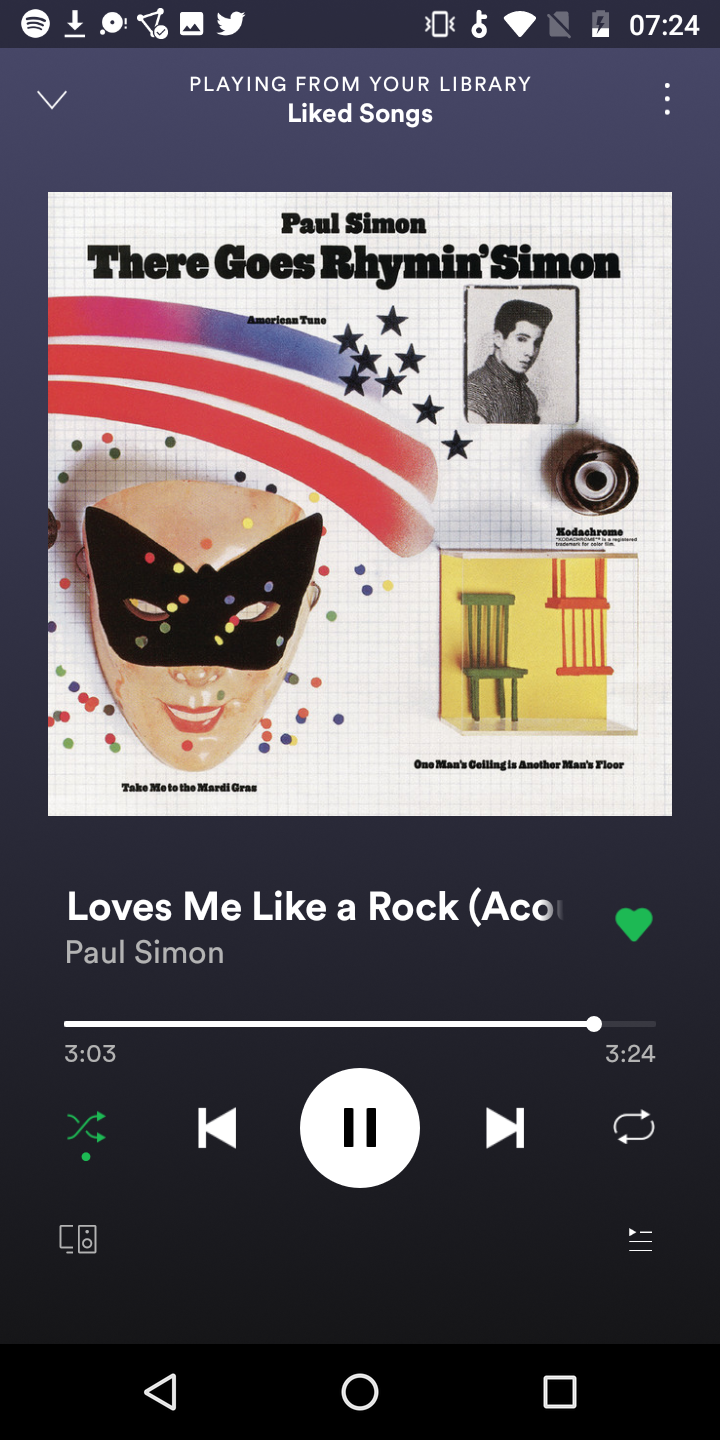 07:24
PLAYING FROM YOUR LIBRARY
Liked Songs
Paul Simon
There Goes Rhymin' Simon
American Tune
Kodachrome
"KODACHROME"® is a registered
trademark for color film.
One Man's Ceiling is Another Man's Floor
Take Me to the Mardi Gras
Loves Me Like a Rock (Aco
Paul Simon
3:03
3:24